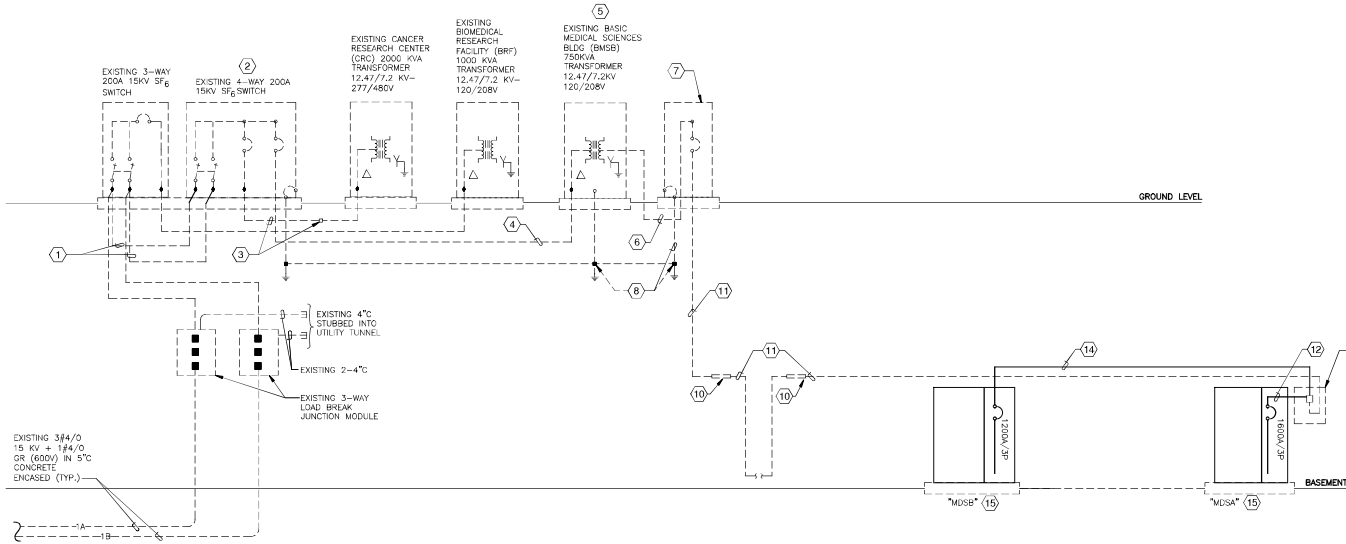 EXISTING 3-WAY
200A 15KV SF6
SWITCH
2
EXISTING 4-WAY 200A
15KV SF6 SWITCH
EXISTING CANCER
RESEARCH CENTER
(CRC) 2000 KVA
TRANSFORMER
12.47/7.2 KV-
277/480V
EXISTING
BIOMEDICAL
RESEARCH
FACILITY (BRF)
1000 KVA
TRANSFORMER
12.47/7.2 KV-
120/208V
5
EXISTING BASIC
MEDICAL SCIENCES
BLDG (BMSB)
750KVA
TRANSFORMER
12.47/7.2KV
120/208V
7
GROUND LEVEL
1
3
4
6
8
11
EXISTING 4"C
STUBBED INTO
UTILITY TUNNEL
EXISTING 2-4"C
EXISTING 3-WAY
LOAD BREAK
JUNCTION MODULE
10
11
10
14
12
1200A/3P
1600A/3P
EXISTING 3#4/0
15 KV + 1#4/0
GR (600V) IN 5"C
CONCRETE
ENCASED (TYP.)
BASEMENT
"MDSB" 15
"MDSA" 15
1A
1B